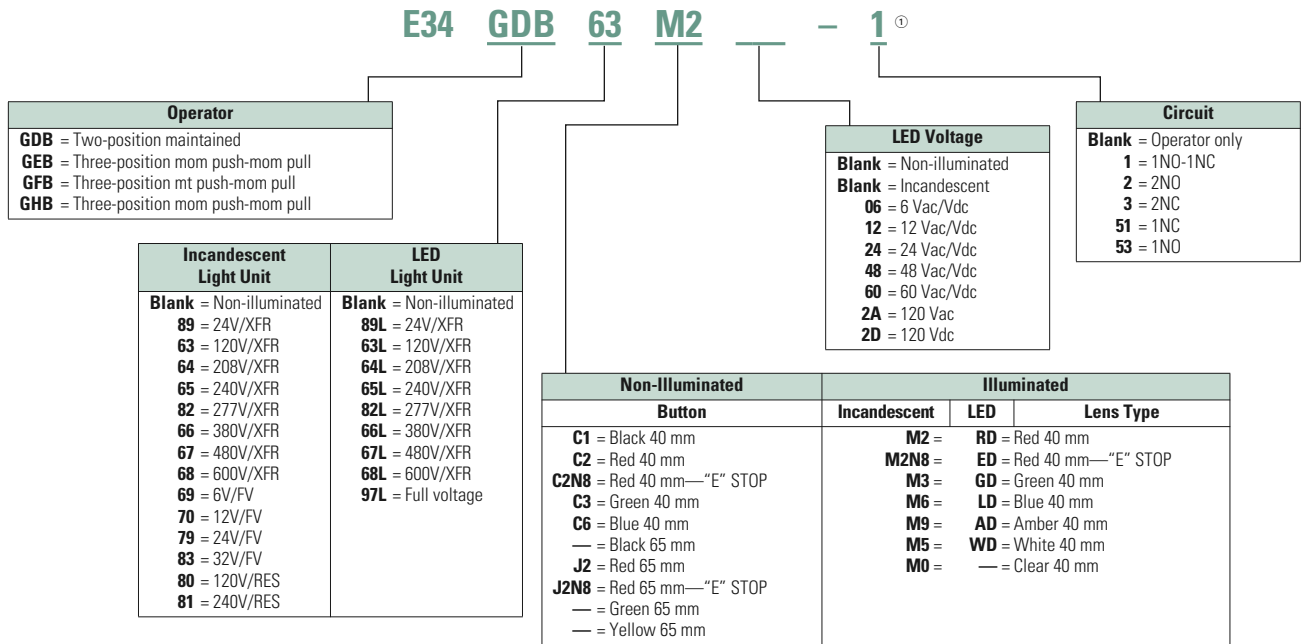 E34 GDB 63 M2 __ – 1 ①
Operator
GDB = Two-position maintained
GEB = Three-position mom push-mom pull
GFB = Three-position mt push-mom pull
GHB = Three-position mom push-mom pull
Incandescent
Light Unit
Blank = Non-illuminated
89 = 24V/XFR
63 = 120V/XFR
64 = 208V/XFR
65 = 240V/XFR
82 = 277V/XFR
66 = 380V/XFR
67 = 480V/XFR
68 = 600V/XFR
69 = 6V/FV
70 = 12V/FV
79 = 24V/FV
83 = 32V/FV
80 = 120V/RES
81 = 240V/RES
LED
Light Unit
Blank = Non-illuminated
89L = 24V/XFR
63L = 120V/XFR
64L = 208V/XFR
65L = 240V/XFR
82L = 277V/XFR
66L = 380V/XFR
67L = 480V/XFR
68L = 600V/XFR
97L = Full voltage
LED Voltage
Blank = Non-illuminated
Blank = Incandescent
06 = 6 Vac/Vdc
12 = 12 Vac/Vdc
24 = 24 Vac/Vdc
48 = 48 Vac/Vdc
60 = 60 Vac/Vdc
2A = 120 Vac
2D = 120 Vdc
Circuit
Blank = Operator only
1 = 1NO-1NC
2 = 2NO
3 = 2NC
51 = 1NC
53 = 1NO
Non-Illuminated
Button
C1 = Black 40 mm
C2 = Red 40 mm
C2N8 = Red 40 mm—“E” STOP
C3 = Green 40 mm
C6 = Blue 40 mm
— = Black 65 mm
J2 = Red 65 mm
J2N8 = Red 65 mm—“E” STOP
— = Green 65 mm
— = Yellow 65 mm
Illuminated
Incandescent LED Lens Type
M2 = RD = Red 40 mm
M2N8 = ED = Red 40 mm—“E” STOP
M3 = GD = Green 40 mm
M6 = LD = Blue 40 mm
M9 = AD = Amber 40 mm
M5 = WD = White 40 mm
M0 = — = Clear 40 mm